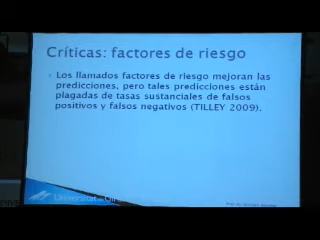 Críticas: factores de riesgo
Los llamados factores de riesgo mejoran las
predicciones, pero tales predicciones están
plagadas de tasas sustanciales de falsos
positivos y falsos negativos (TILLEY 2009).
Universitat